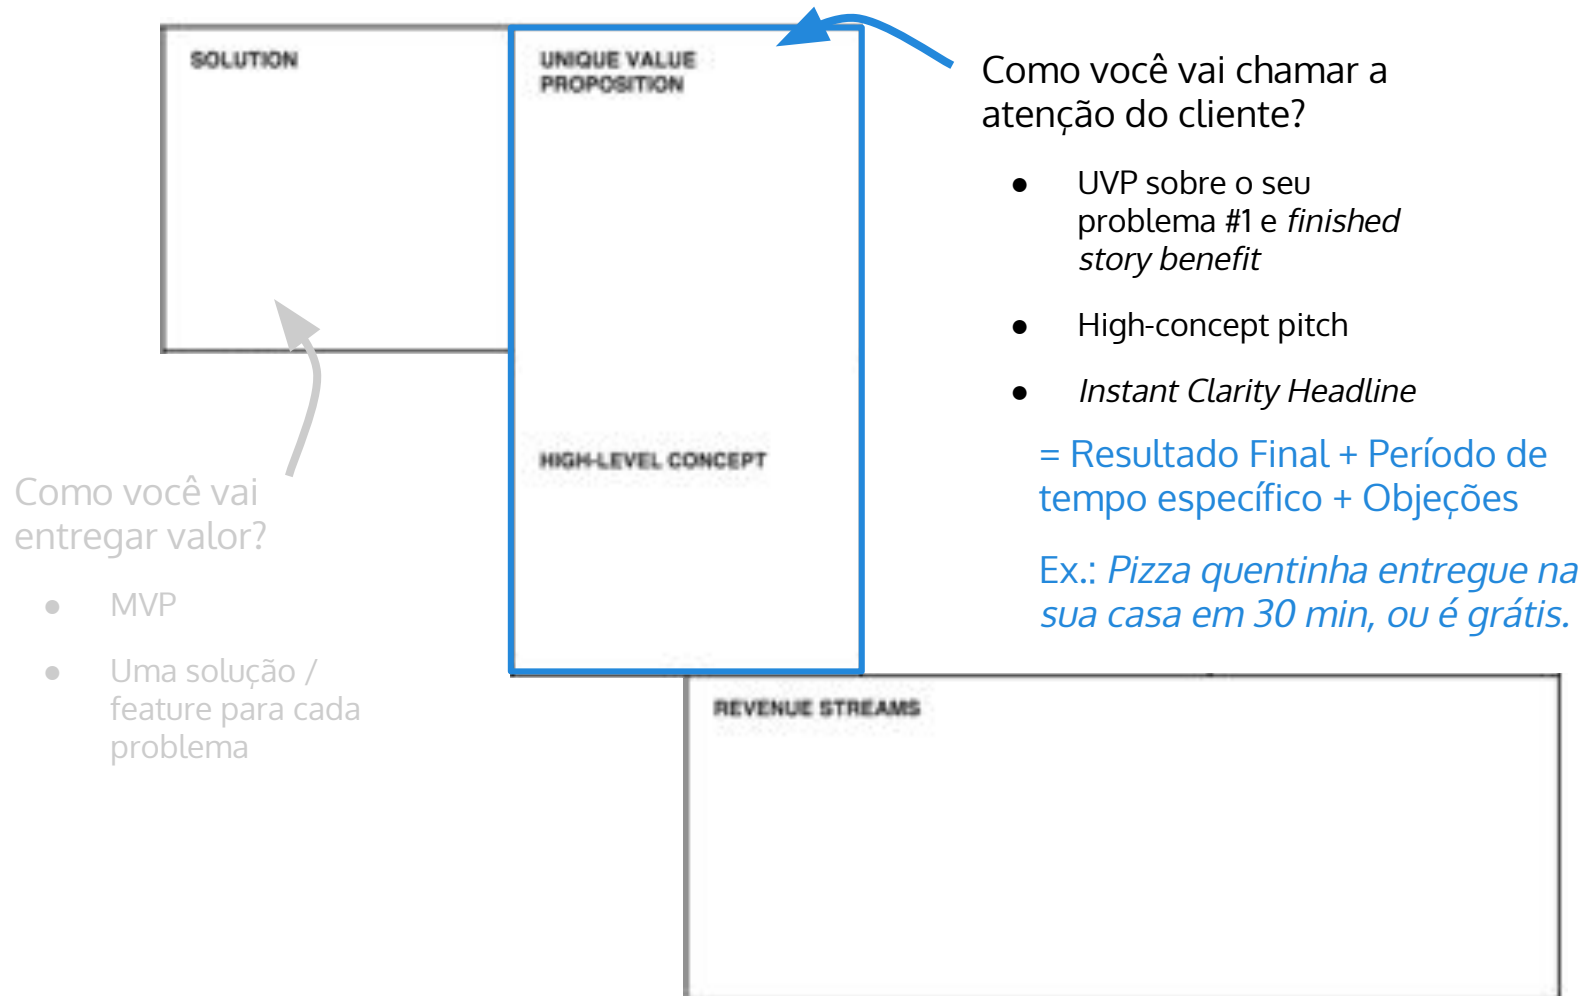 SOLUTION
UNIQUE VALUE
PROPOSITION
HIGH-LEVEL CONCEPT
Como você vai chamar a
atenção do cliente?
● UVP sobre o seu
problema #1 e finished
story benefit
● High-concept pitch
● Instant Clarity Headline
= Resultado Final + Período de
tempo específico + Objeções
Ex.: Pizza quentinha entregue na
sua casa em 30 min, ou é grátis.
Como você vai
entregar valor?
● MVP
● Uma solução /
feature para cada
problema
REVENUE STREAMS